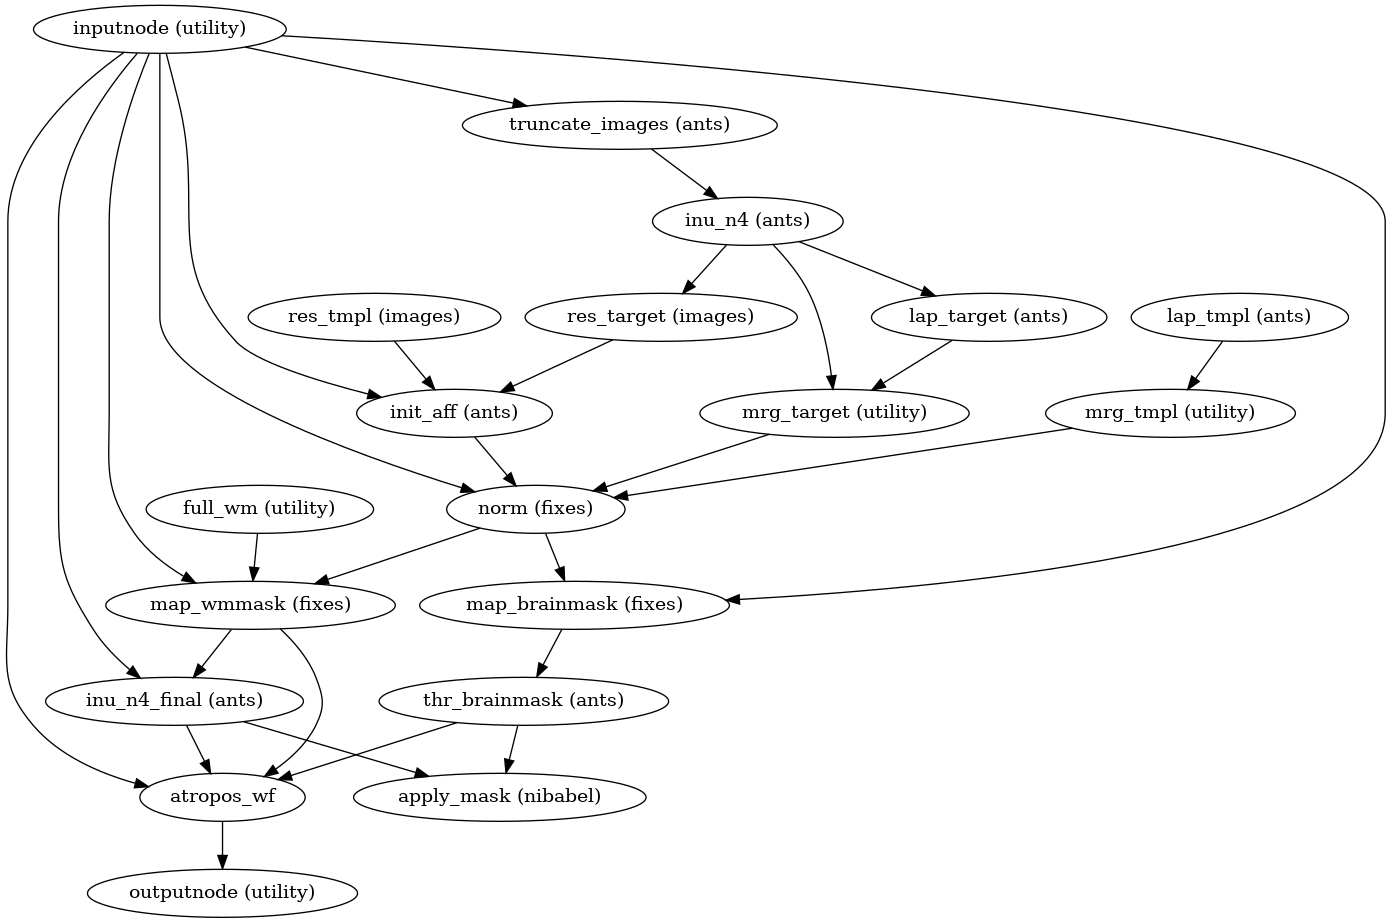 inputnode (utility)
truncate_images (ants)
inu_n4 (ants)
res_tmpl (images)
res_target (images)
lap_target (ants)
lap_tmpl (ants)
init_aff (ants)
mrg_target (utility)
mrg_tmpl (utility)
full_wm (utility)
norm (fixes)
map_wmmask (fixes)
map_brainmask (fixes)
inu_n4_final (ants)
thr_brainmask (ants)
atropos_wf
apply_mask (nibabel)
outputnode (utility)